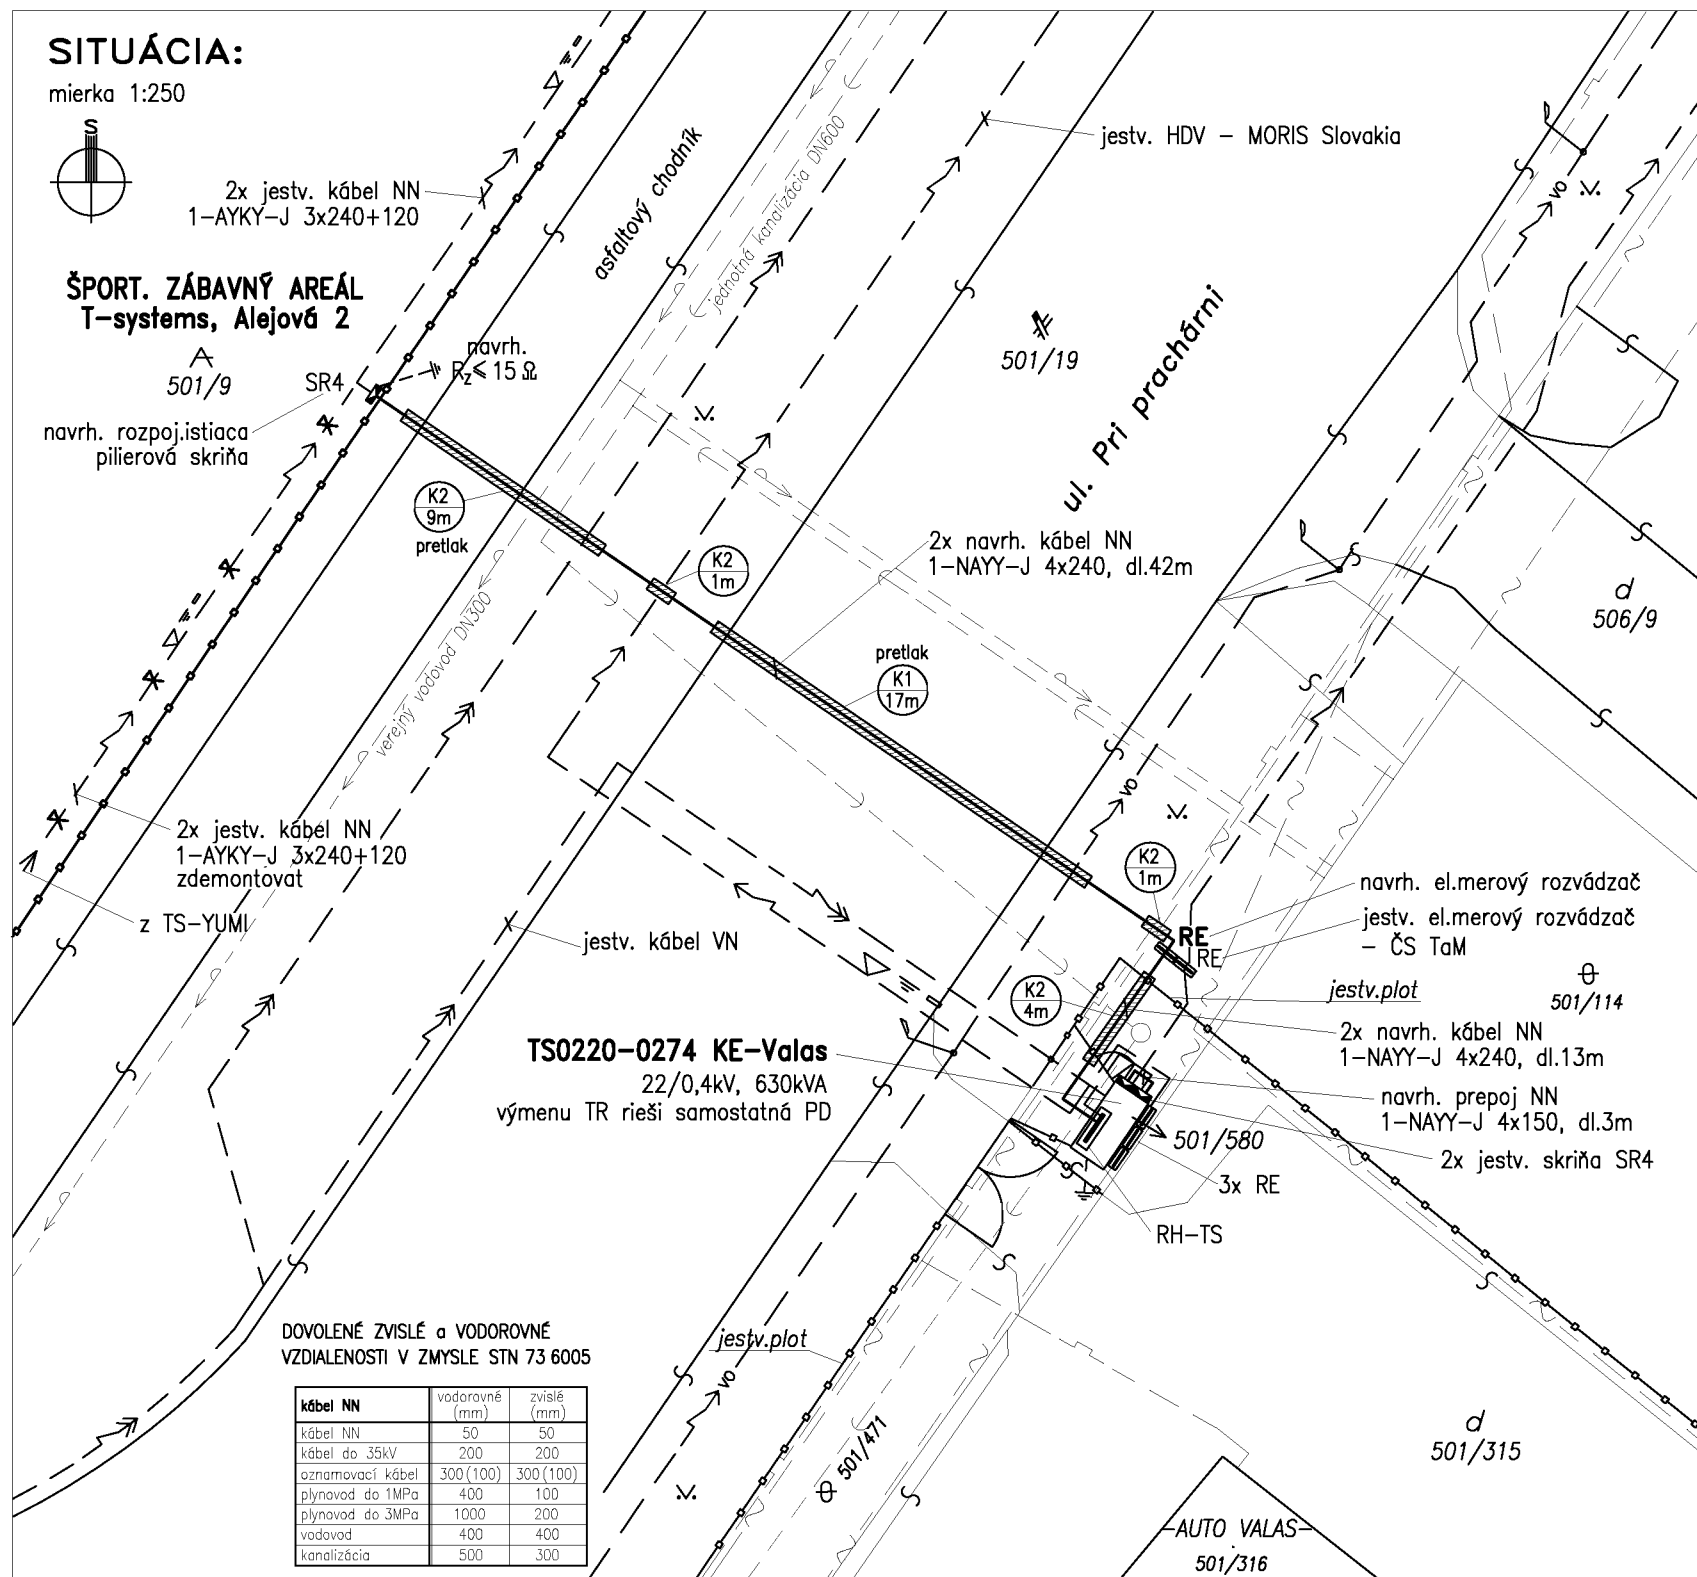 SITUÁCIA:
mierka 1:250
S
2x jestv. kábel NN
1-AYKY-J 3x240+120
asfaltový chodník
jednotná kanalizácia DN600
jestv. HDV - MORIS Slovakia
vo
ŠPORT. ZÁBAVNÝ AREÁL
T-systems, Alejová 2
501/9
SR4
navrh.
Rz≤15 Ω
navrh. rozpoj.istiaca
pilierová skriňa
501/19
ul. Pri prachárni
K2
9m
pretlak
K2
1m
2x navrh. kábel NN
1-NAYY-J 4x240, dl.42m
d
506/9
verejný vodovod DN300
pretlak
K1
17m
vo
2x jestv. kábel NN
1-AYKY-J 3x240+120
zdemontovat
z TS-YUMI
K2
1m
navrh. el.merový rozvádzač
jestv. el.merový rozvádzač
- ČS TaM
RE
RE
jestv. kábel VN
jestv.plot
501/114
K2
4m
2x navrh. kábel NN
1-NAYY-J 4x240, dl.13m
TS0220-0274 KE-Valas
22/0,4kV, 630kVA
výmenu TR rieši samostatná PD
navrh. prepoj NN
1-NAYY-J 4x150, dl.3m
501/580
2x jestv. skriňa SR4
3x RE
RH-TS
DOVOLENÉ ZVISLÉ a VODOROVNÉ
VZDIALENOSTI V ZMYSLE STN 73 6005
jestv.plot
vo
kábel NN vodorovné (mm) zvislé (mm)
kábel NN 50 50
kábel do 35kV 200 200
oznamovací kábel 300(100) 300(100)
plynovod do 1MPa 400 100
plynovod do 3MPa 1000 200
vodovod 400 400
kanalizácia 500 300
501/471
d
501/315
AUTO VALAS
501/316